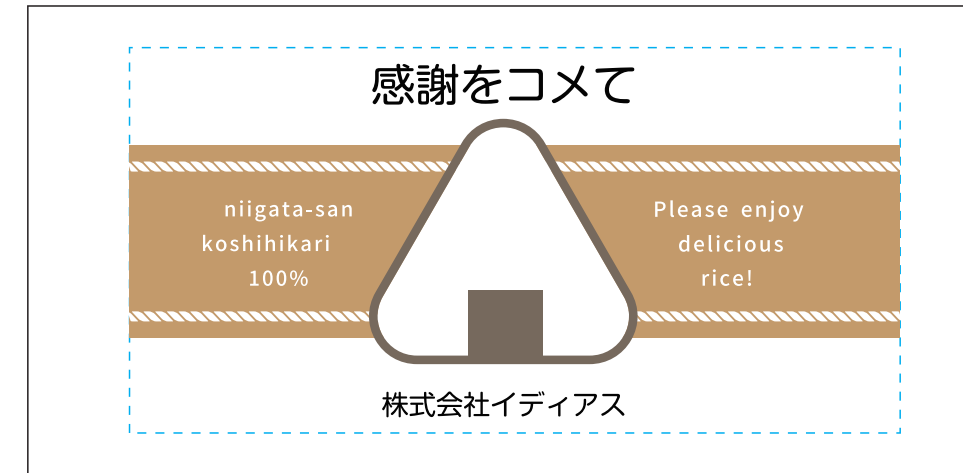 感謝をコメて
niigata-san
koshihikari
100%
Please enjoy
delicious
rice!
株式会社イディアス